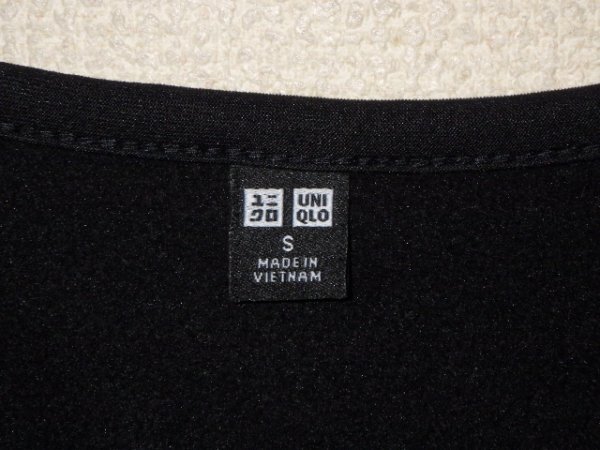 ユニ UNI
クロ QLO
S
MADE IN
VIETNAM